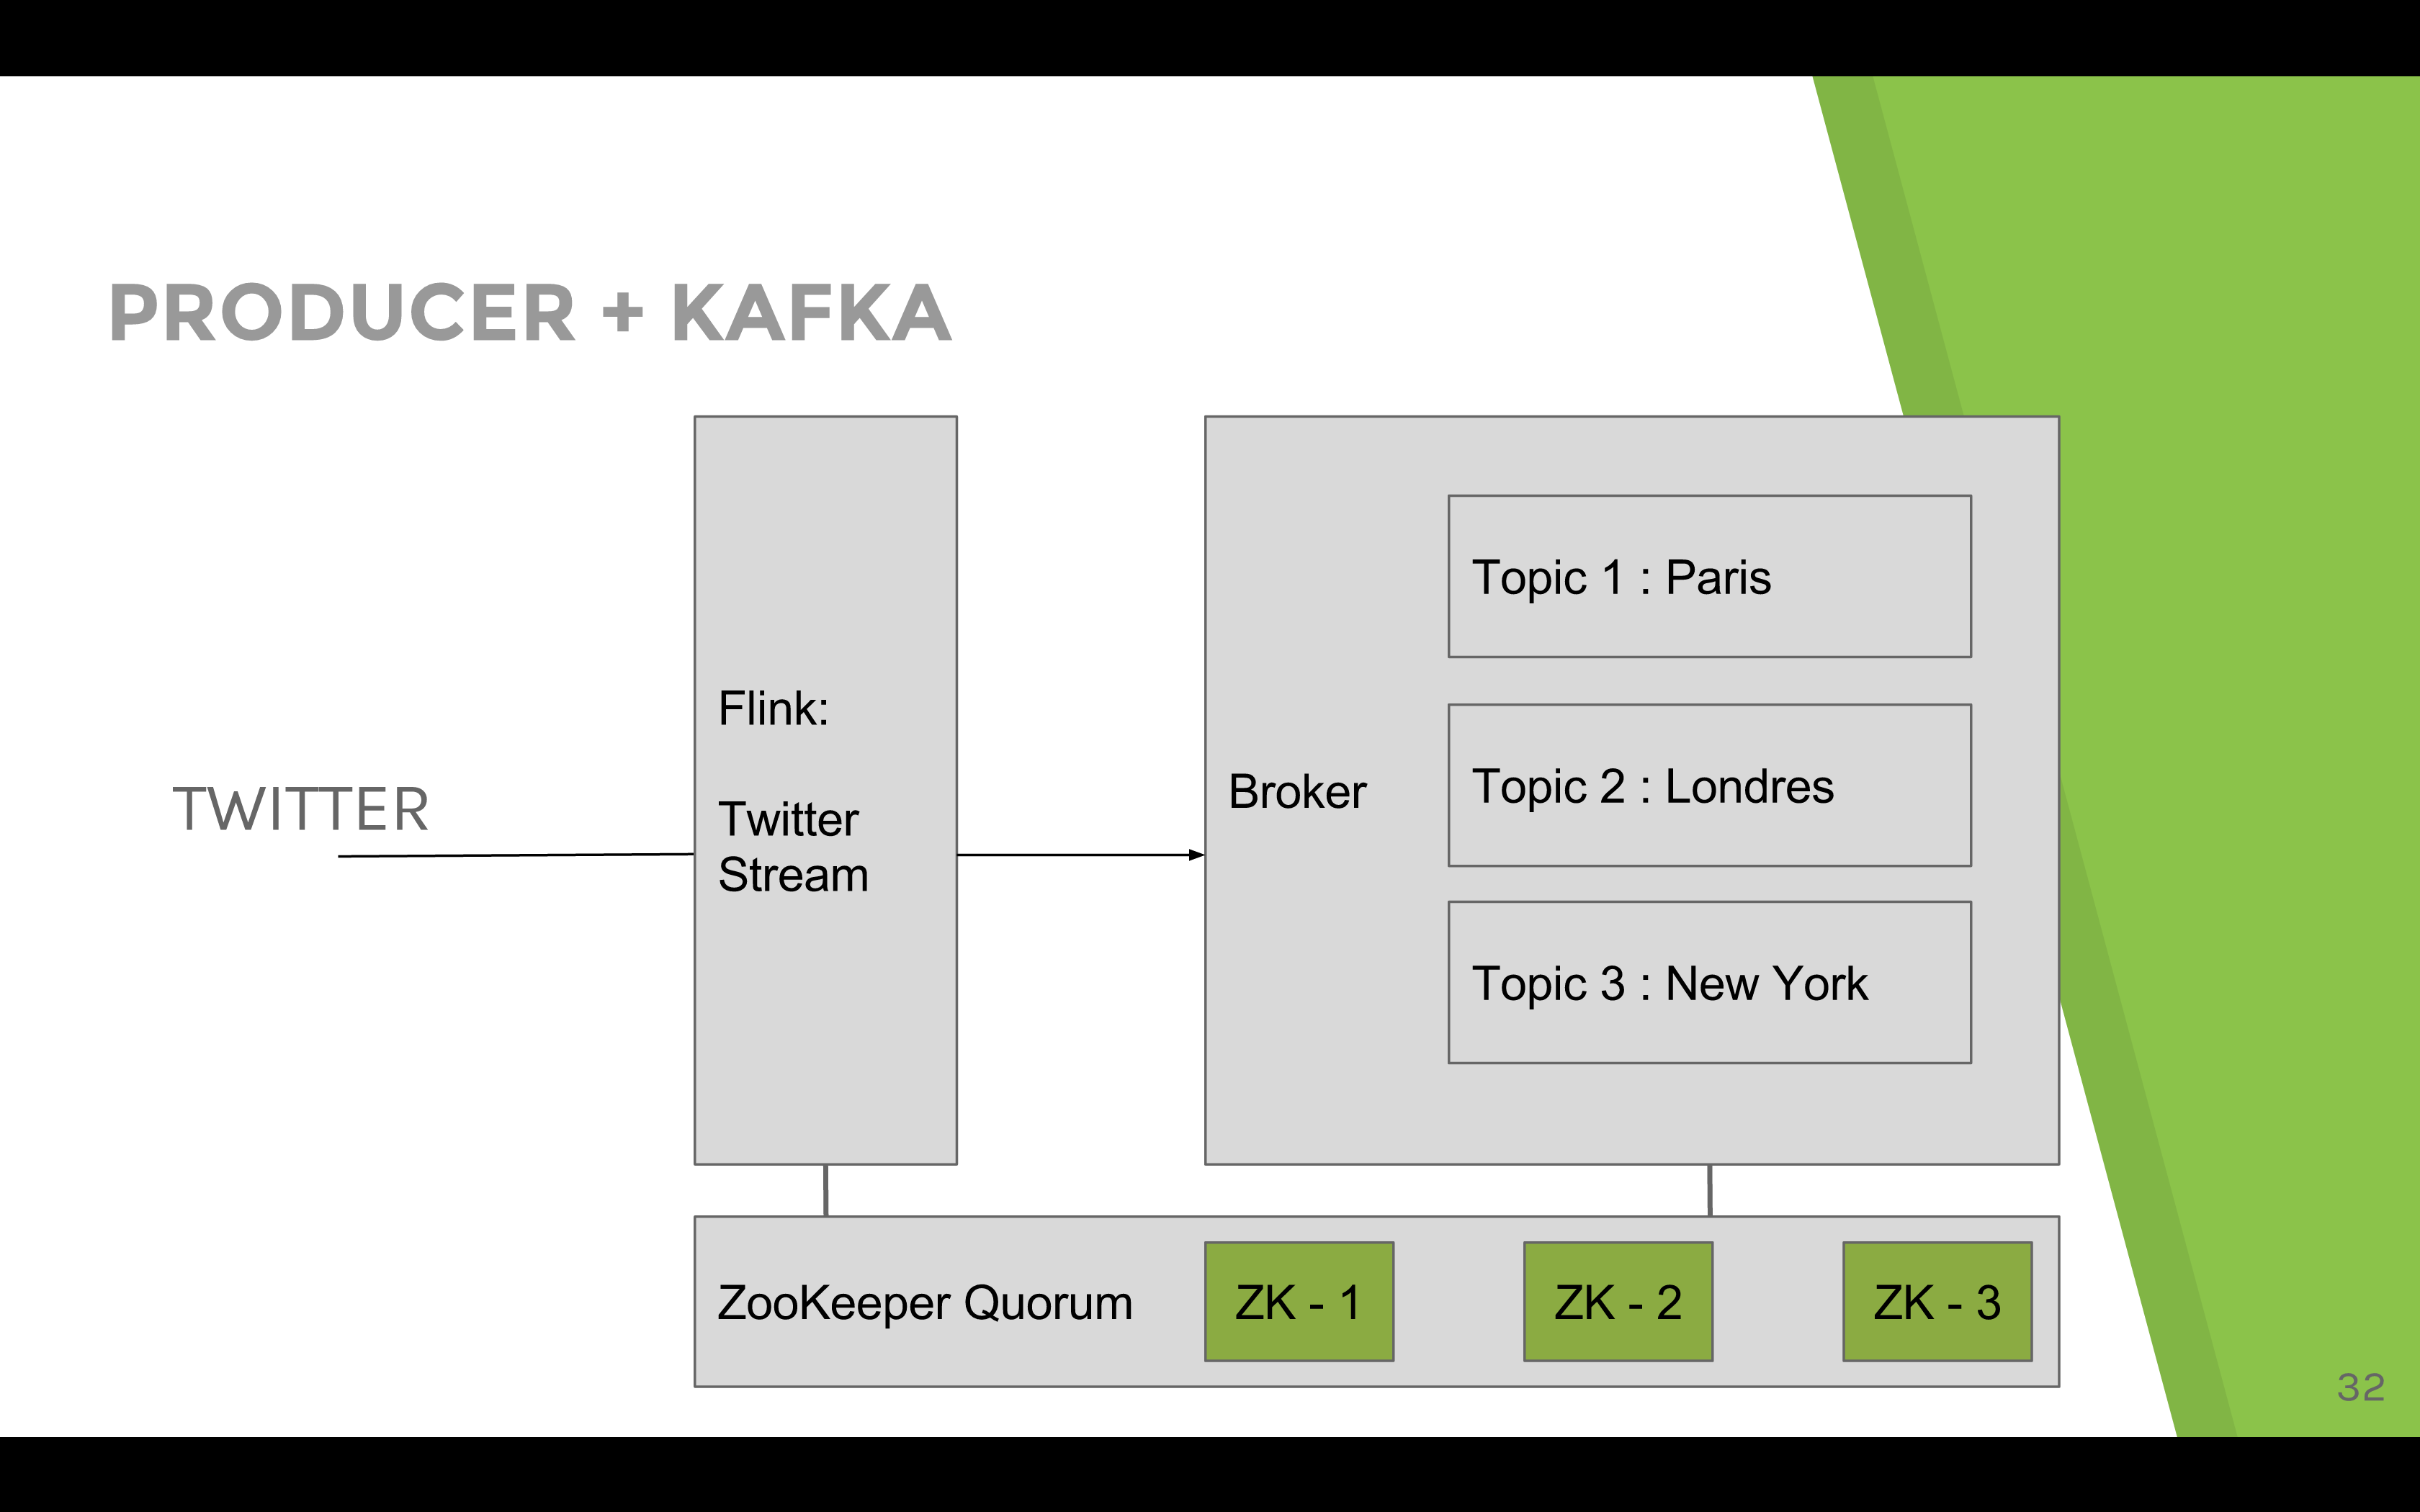 PRODUCER + KAFKA
TWITTER
Flink:
Twitter
Stream
Broker
Topic 1 : Paris
Topic 2 : Londres
Topic 3 : New York
ZooKeeper Quorum
ZK - 1
ZK - 2
ZK - 3
32